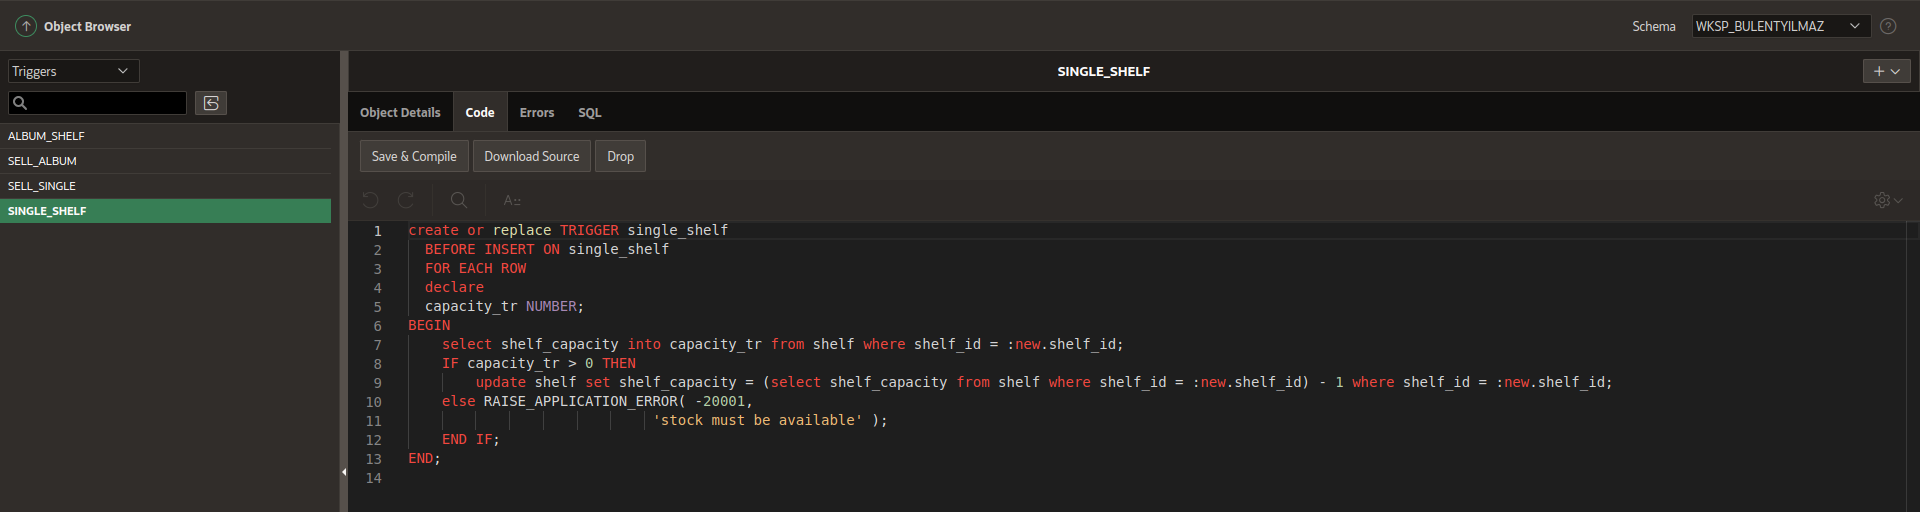 Object Browser
Schema WKSP_BULENTYILMAZ
Triggers
ALBUM_SHELF
SELL_ALBUM
SELL_SINGLE
SINGLE_SHELF
SINGLE_SHELF
Object Details Code Errors SQL
Save & Compile Download Source Drop
1 create or replace TRIGGER single_shelf
2 BEFORE INSERT ON single_shelf
3 FOR EACH ROW
4 declare
5 capacity_tr NUMBER;
6 BEGIN
7 select shelf_capacity into capacity_tr from shelf where shelf_id = :new.shelf_id;
8 IF capacity_tr > 0 THEN
9 update shelf set shelf_capacity = (select shelf_capacity from shelf where shelf_id = :new.shelf_id) - 1 where shelf_id = :new.shelf_id;
10 else RAISE_APPLICATION_ERROR( -20001,
11 'stock must be available' );
12 END IF;
13 END;
14